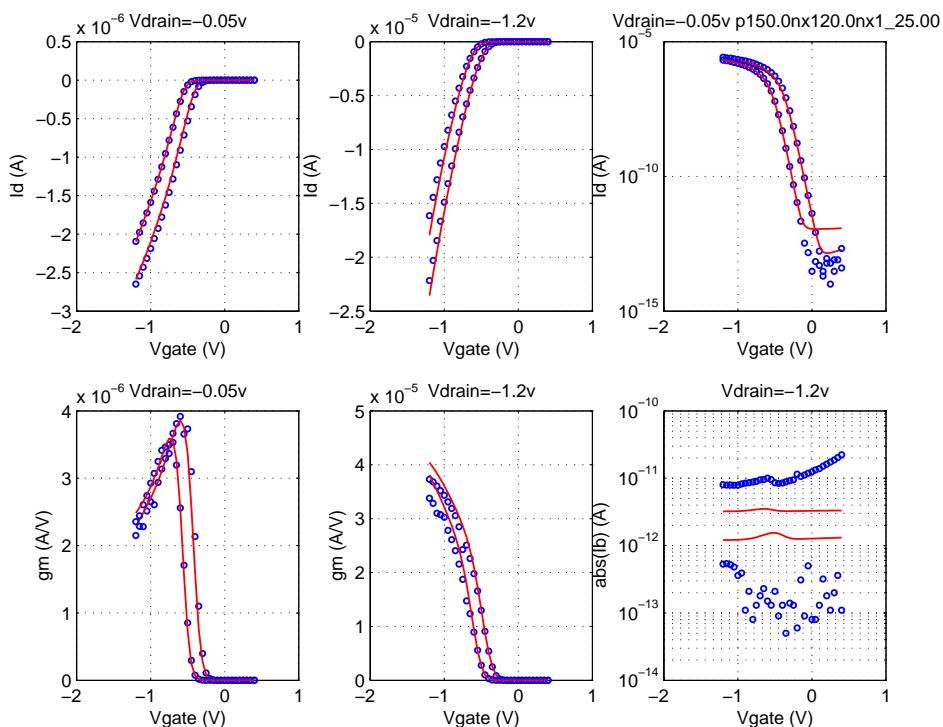 x 10⁻⁶ Vdrain=−0.05v
0.5
0
−0.5
−1
−1.5
−2
−2.5
−3
Id (A)
−2 −1 0 1
Vgate (V)
x 10⁻⁵ Vdrain=−1.2v
0
−0.5
−1
−1.5
−2
−2.5
Id (A)
−2 −1 0 1
Vgate (V)
Vdrain=−0.05v p150.0nx120.0nx1_25.00
10⁻⁵
10⁻¹⁰
10⁻¹⁵
Id (A)
−2 −1 0 1
Vgate (V)
x 10⁻⁶ Vdrain=−0.05v
4
3
2
1
0
gm (A/V)
−2 −1 0 1
Vgate (V)
x 10⁻⁵ Vdrain=−1.2v
5
4
3
2
1
0
gm (A/V)
−2 −1 0 1
Vgate (V)
Vdrain=−1.2v
10⁻¹⁰
10⁻¹¹
10⁻¹²
10⁻¹³
10⁻¹⁴
abs(Ib) (A)
−2 −1 0 1
Vgate (V)